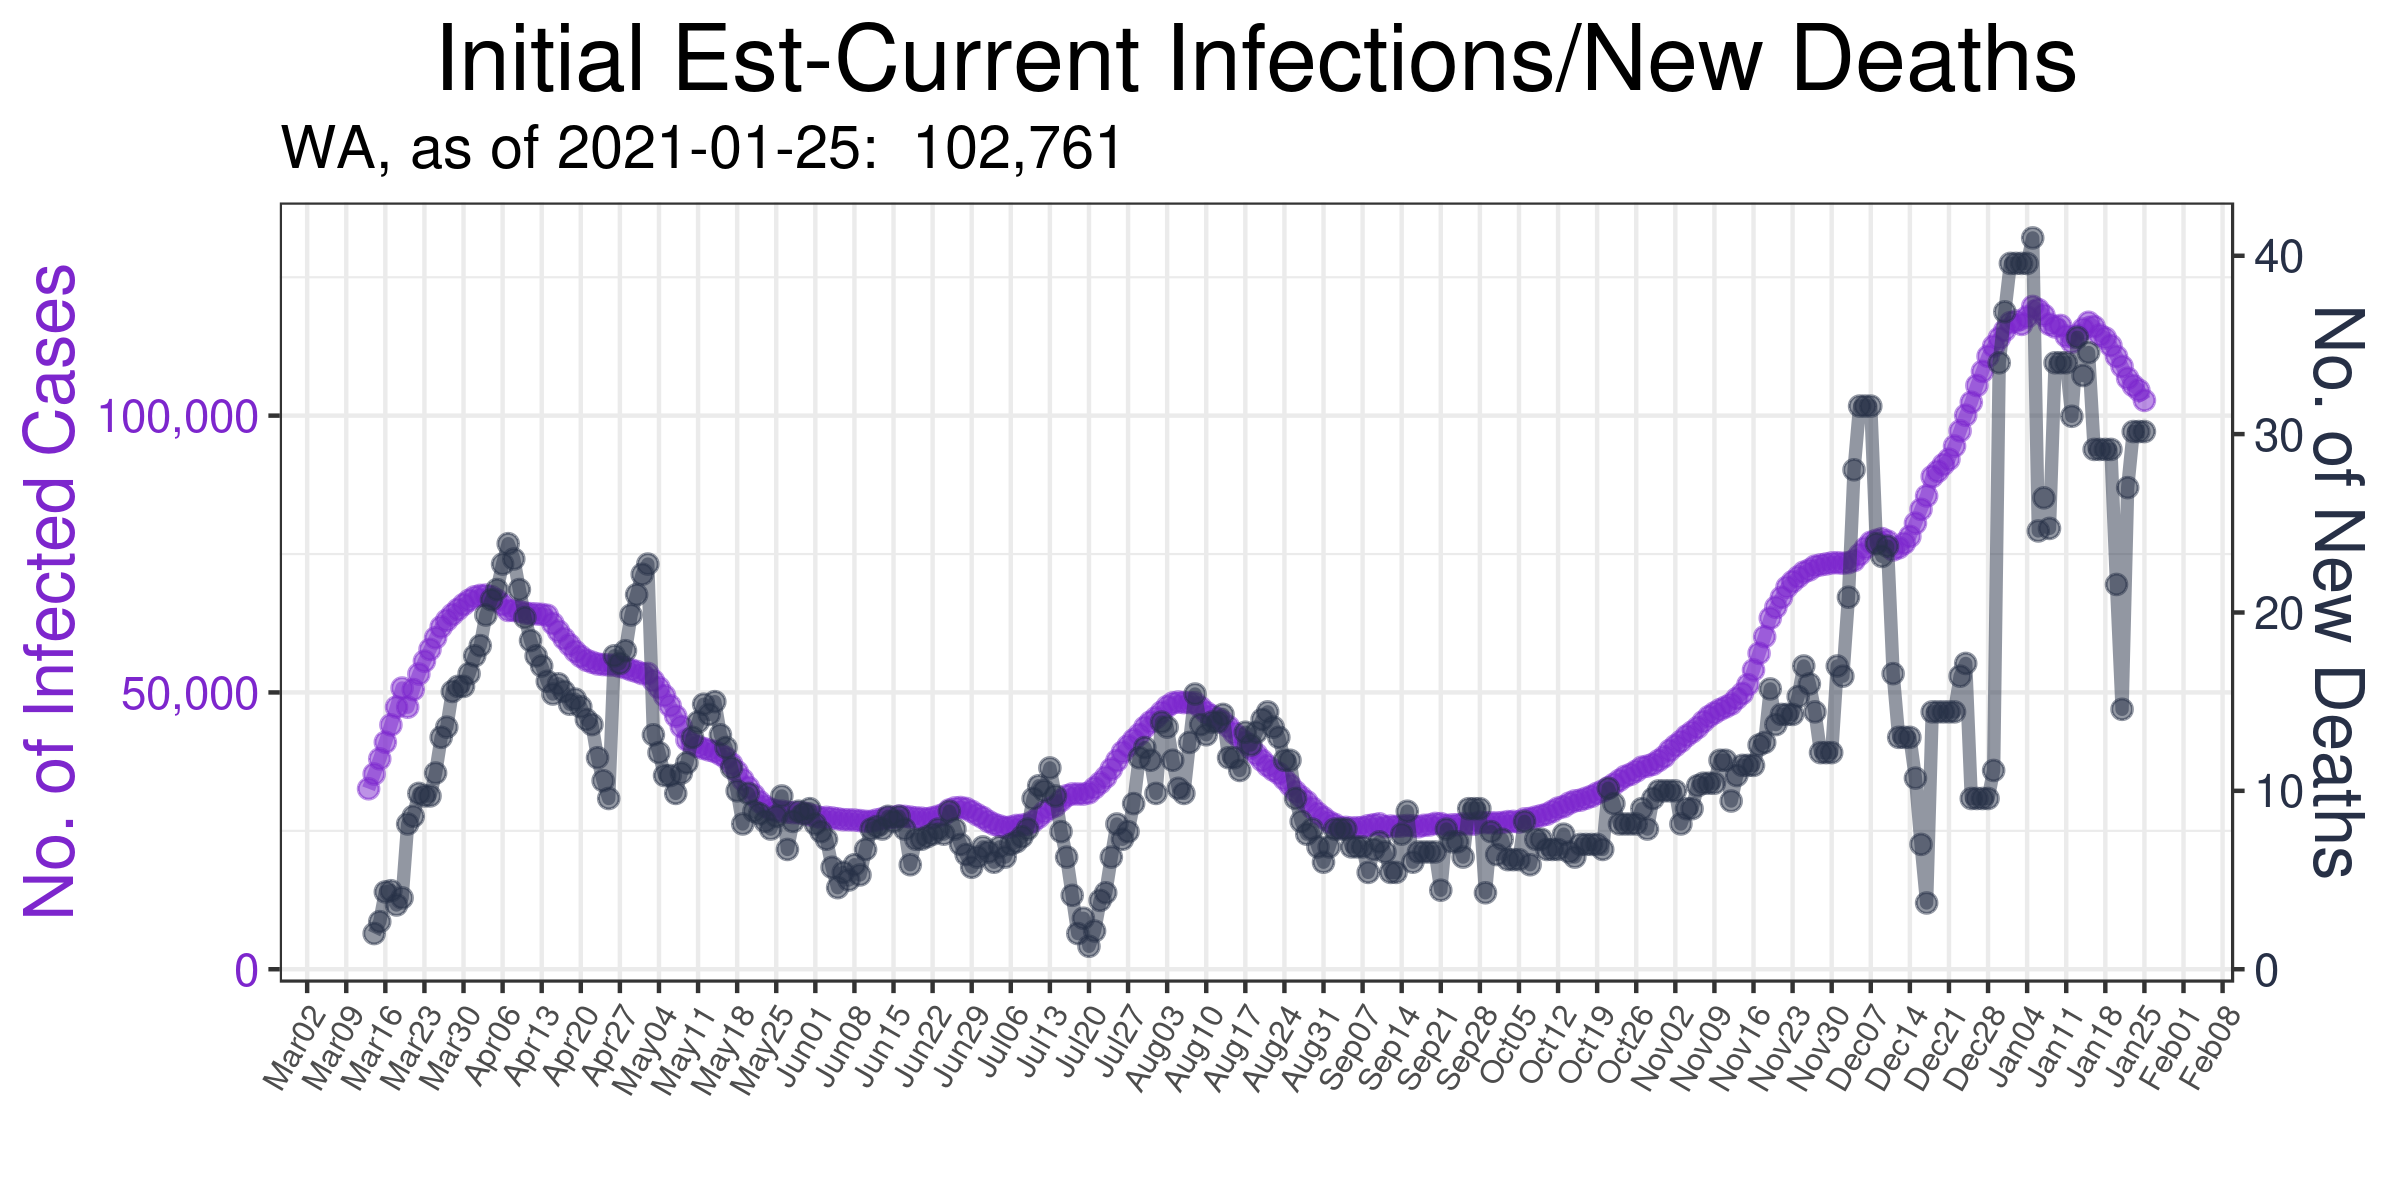 Initial Est-Current Infections/New Deaths
WA, as of 2021-01-25:  102,761
No. of Infected Cases
100,000
50,000
0
40
30
20
10
0
No. of New Deaths
Mar02
Mar09
Mar16
Mar23
Mar30
Apr06
Apr13
Apr20
Apr27
May04
May11
May18
May25
Jun01
Jun08
Jun15
Jun22
Jun29
Jul06
Jul13
Jul20
Jul27
Aug03
Aug10
Aug17
Aug24
Aug31
Sep07
Sep14
Sep21
Sep28
Oct05
Oct12
Oct19
Oct26
Nov02
Nov09
Nov16
Nov23
Nov30
Dec07
Dec14
Dec21
Dec28
Jan04
Jan11
Jan18
Jan25
Feb01
Feb08